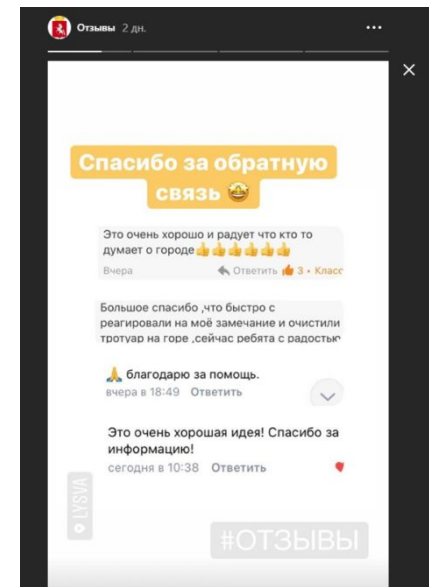 Отзывы 2 дн.
Спасибо за обратную
связь 🤩
Это очень хорошо и радует что кто то
думает о городе👍👍👍👍👍👍
Вчера Ответить 👍 3 • Класс
Большое спасибо ,что быстро с
реагировали на моё замечание и очистили
тротуар на горе ,сейчас ребята с радостью
🙏 благодарю за помощь.
вчера в 18:49 Ответить
Это очень хорошая идея! Спасибо за
информацию!
сегодня в 10:38 Ответить
LYSVA
#ОТЗЫВЫ